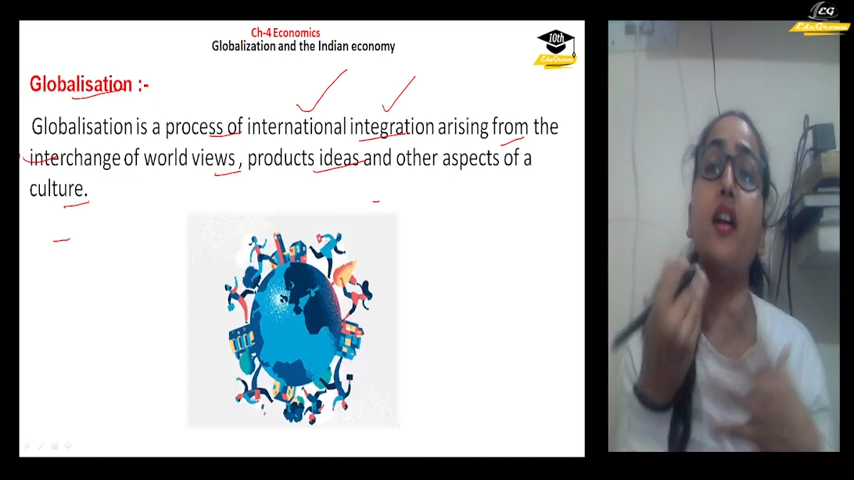 Ch-4 Economics
Globalization and the Indian economy
10th
EduGrown
Globalisation :-
Globalisation is a process of international integration arising from the
interchange of world views , products ideas and other aspects of a
culture.